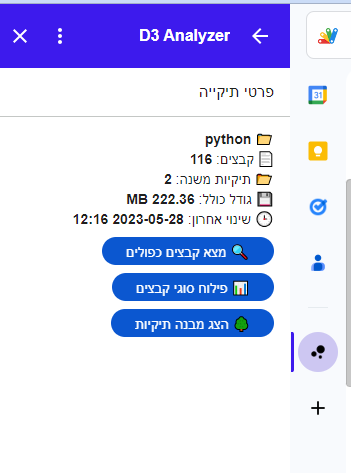 D3 Analyzer
פרטי תיקייה
python
קבצים: 116
תיקיות משנה: 2
גודל כולל: 222.36 MB
שינוי אחרון: 2023-05-28 12:16
מצא קבצים כפולים
פילוח סוגי קבצים
הצג מבנה תיקיות
31